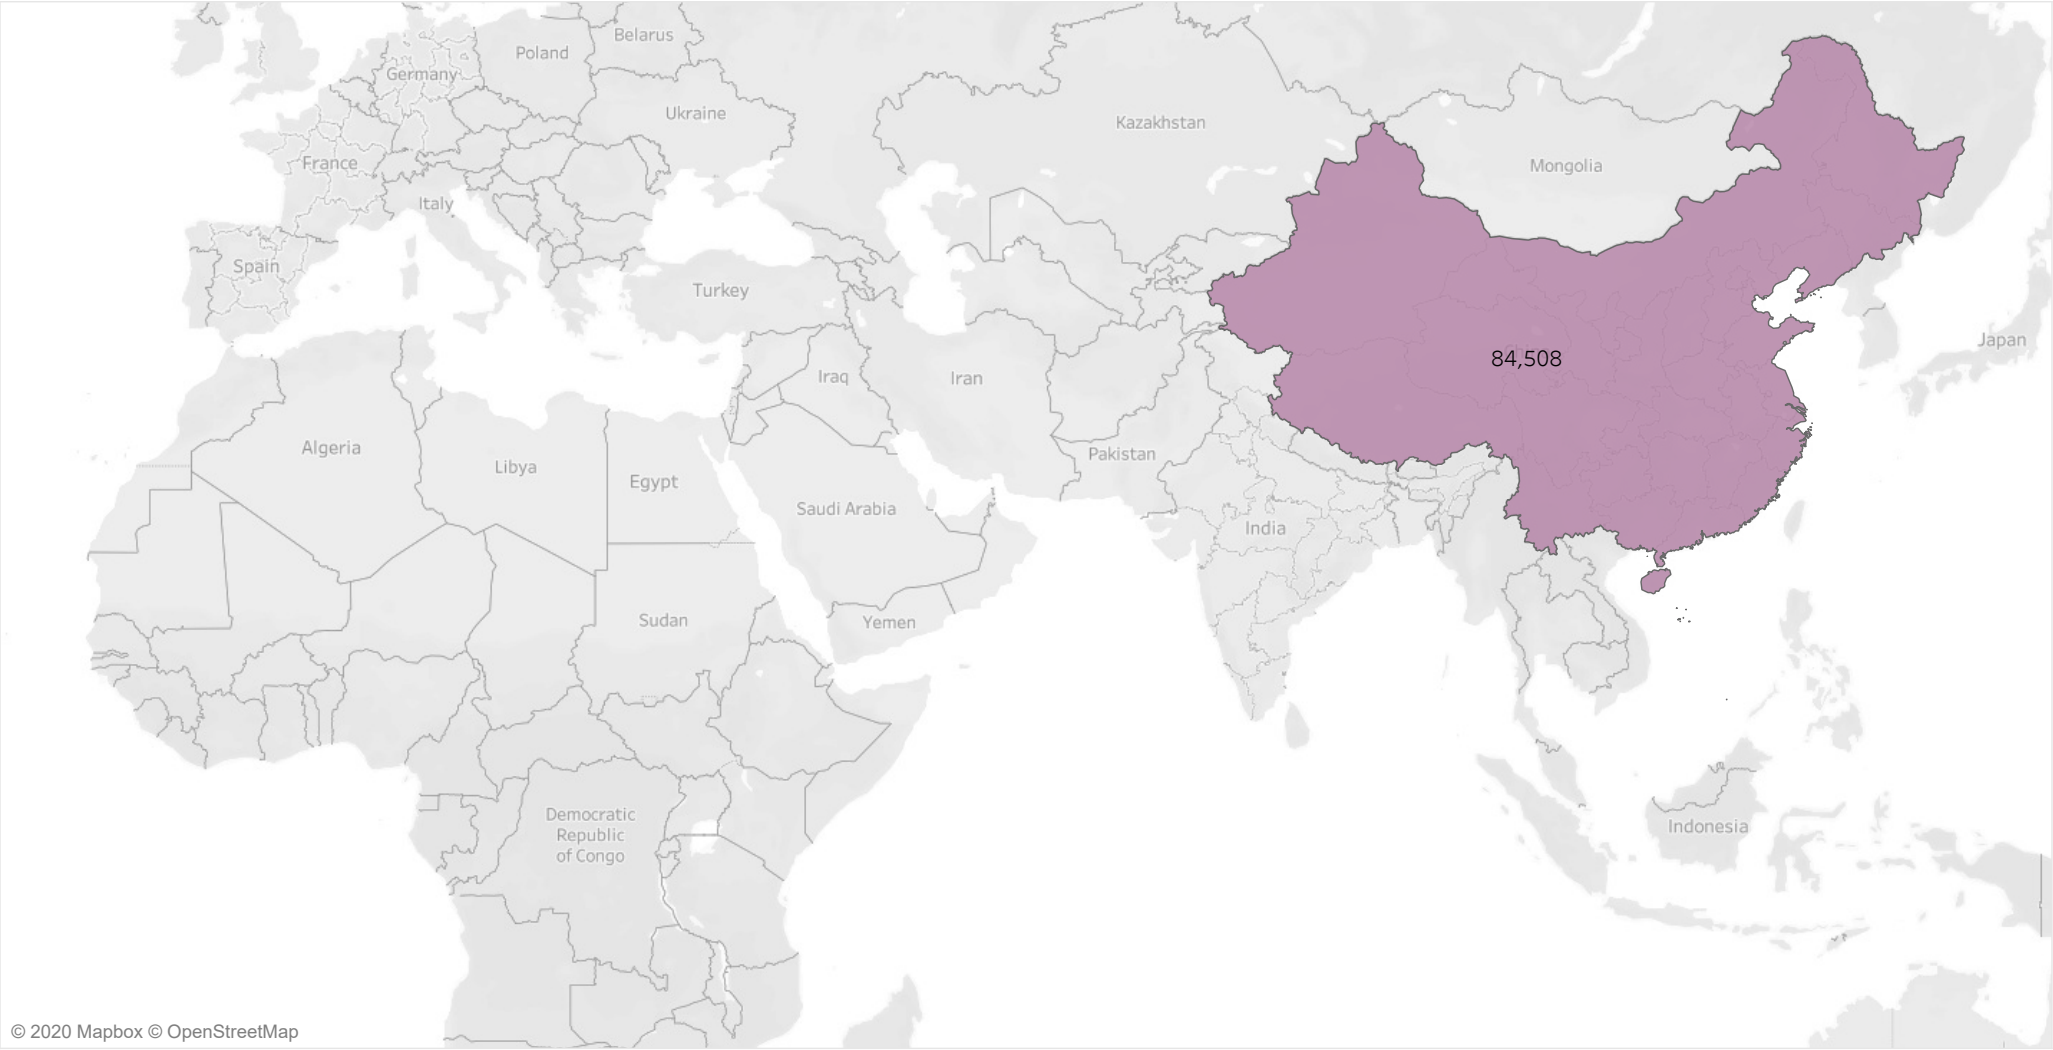 Belarus
Poland
Germany
Ukraine
Kazakhstan
France
Mongolia
Italy
Spain
Turkey
Japan
84,508
Iraq
Iran
Algeria
Pakistan
Libya
Egypt
Saudi Arabia
India
Sudan
Yemen
Democratic
Republic
of Congo
Indonesia
© 2020 Mapbox © OpenStreetMap